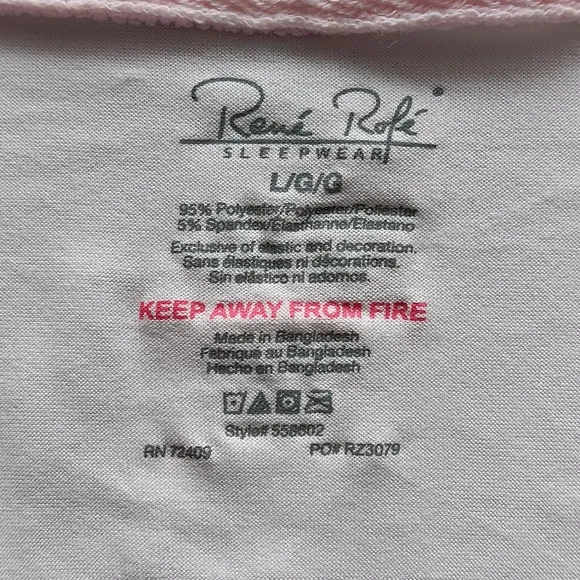 René Rofé®
SLEEPWEAR
L/G/G
95% Polyester/Polyester/Poliester
5% Spandex/Elasthanne/Elastano
Exclusive of elastic and decoration.
Sans élastiques ni décorations.
Sin elástico ni adornos.
KEEP AWAY FROM FIRE
Made in Bangladesh
Fabrique au Bangladesh
Hecho en Bangladesh
Style# 558602
RN 72409 PO# RZ3079